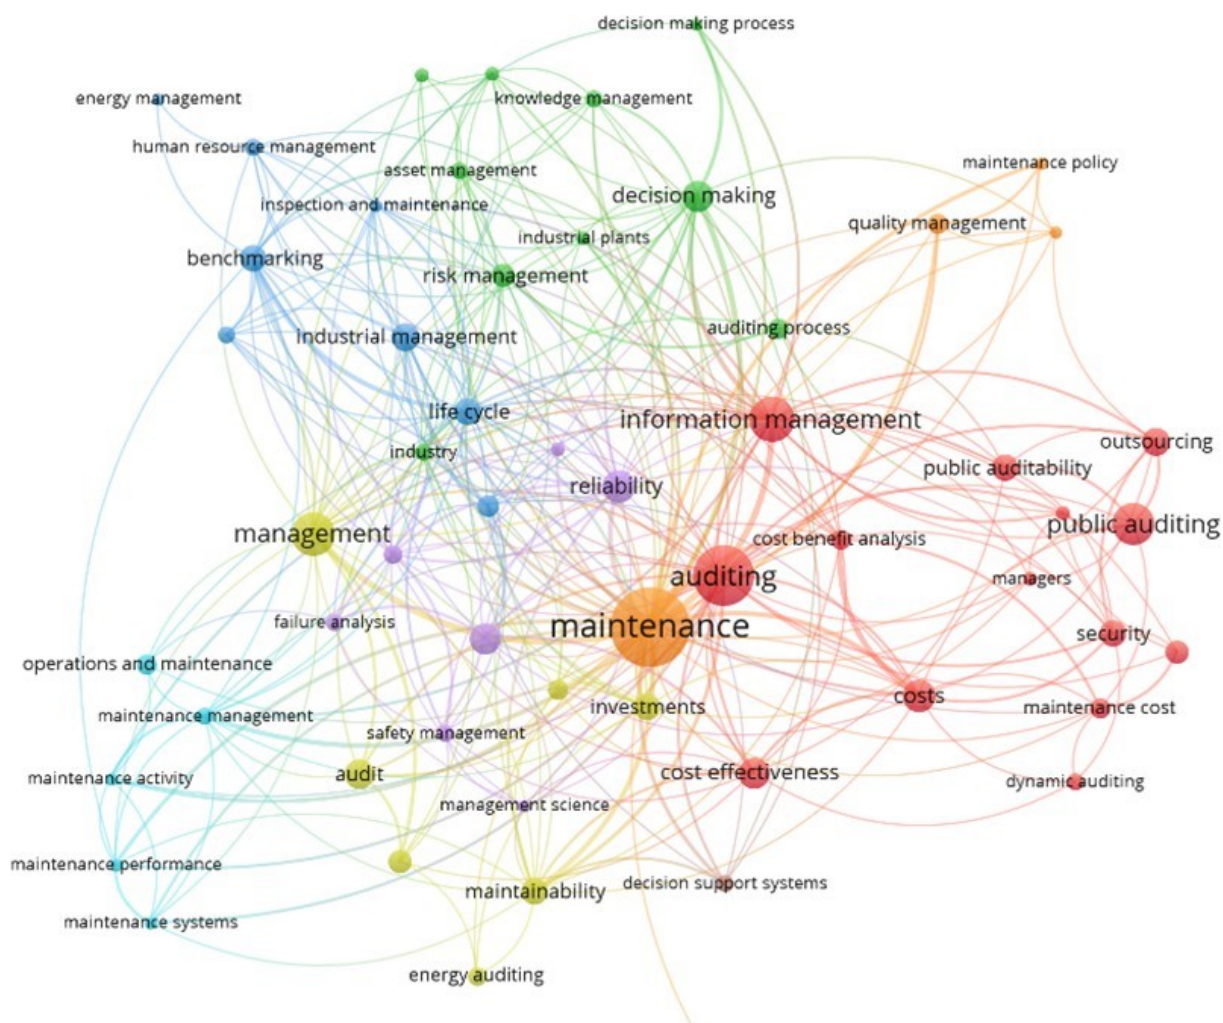 decision making process
energy management
knowledge management
human resource management
maintenance policy
asset management
decision making
inspection and maintenance
quality management
industrial plants
benchmarking
risk management
auditing process
industrial management
life cycle
information management
outsourcing
industry
public auditability
reliability
public auditing
management
cost benefit analysis
auditing
managers
failure analysis
maintenance
security
operations and maintenance
costs
investments
maintenance cost
maintenance management
safety management
audit
cost effectiveness
maintenance activity
dynamic auditing
management science
maintenance performance
decision support systems
maintainability
maintenance systems
energy auditing